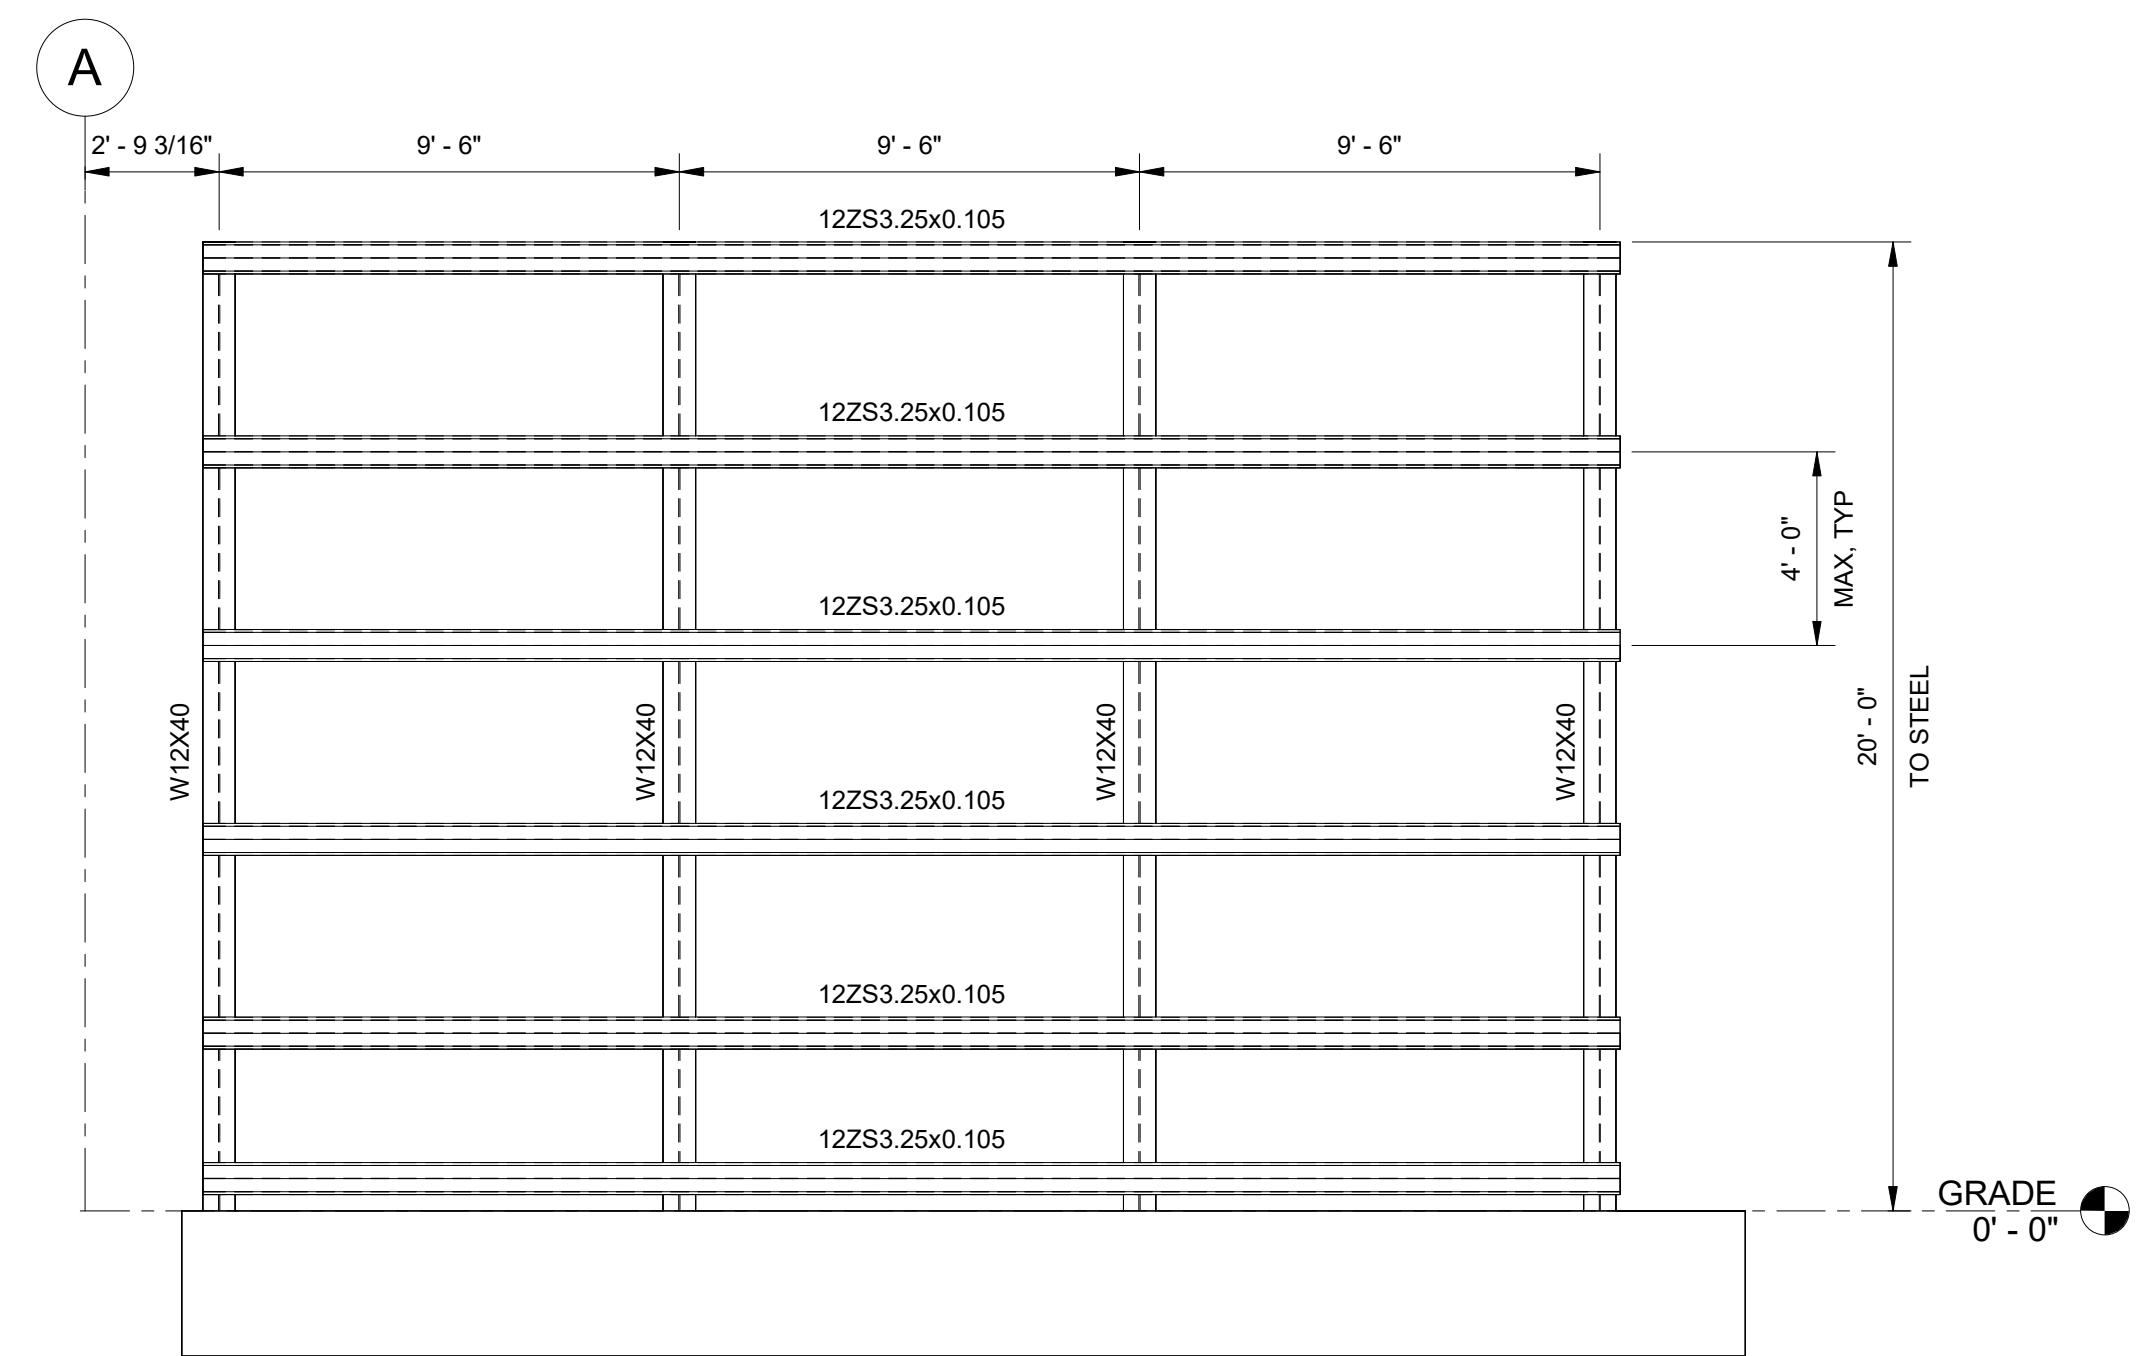 A
2' - 9 3/16"
9' - 6"
9' - 6"
9' - 6"
12ZS3.25x0.105
12ZS3.25x0.105
4' - 0"
MAX, TYP
12ZS3.25x0.105
W12X40
W12X40
W12X40
W12X40
20' - 0"
TO STEEL
12ZS3.25x0.105
12ZS3.25x0.105
12ZS3.25x0.105
GRADE
0' - 0"